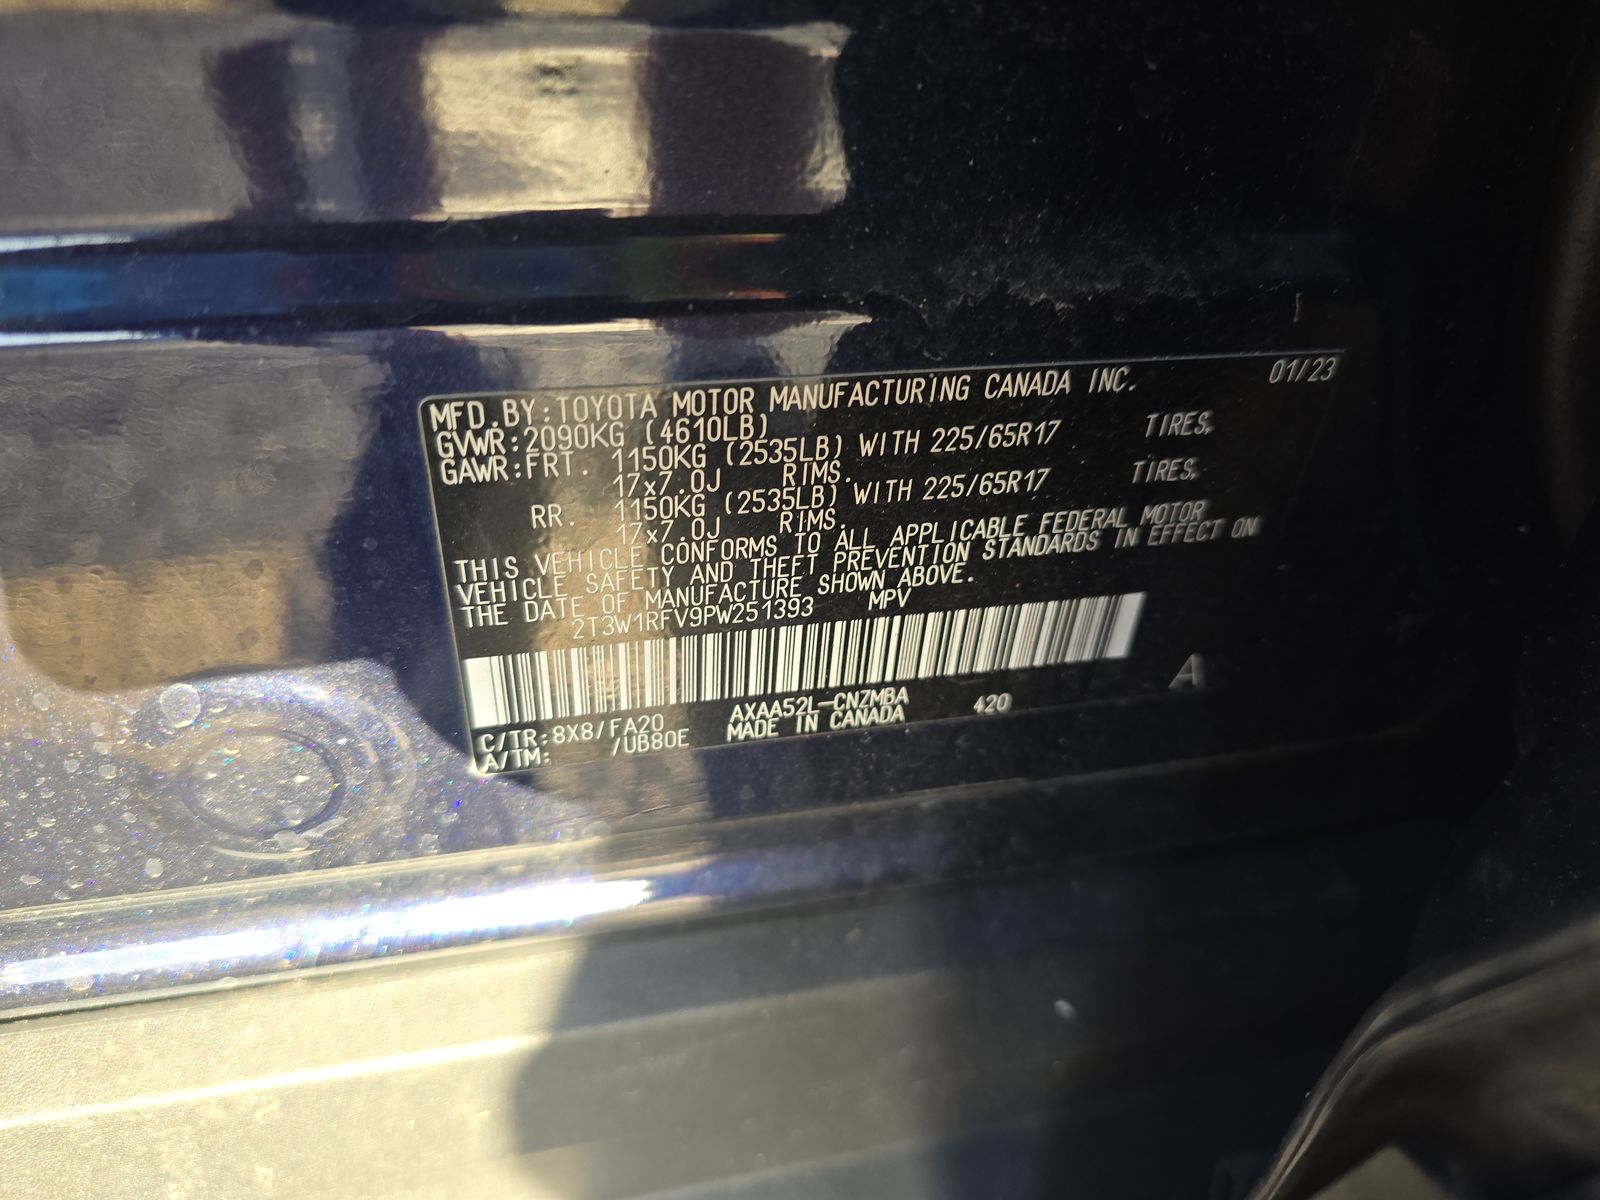 MFD.BY:TOYOTA MOTOR MANUFACTURING CANADA INC. 01/23
GVWR:2090KG (4610LB)
GAWR:FRT. 1150KG (2535LB) WITH 225/65R17 TIRES,
17x7.0J RIMS.
RR. 1150KG (2535LB) WITH 225/65R17 TIRES,
17x7.0J RIMS.
THIS VEHICLE CONFORMS TO ALL APPLICABLE FEDERAL MOTOR
VEHICLE SAFETY AND THEFT PREVENTION STANDARDS IN EFFECT ON
THE DATE OF MANUFACTURE SHOWN ABOVE.
2T3W1RFV9PW251393 MPV
C/TR:8X8/FA20 AXAA52L-CNZMBA 420 A
A/TM: /UB80E MADE IN CANADA